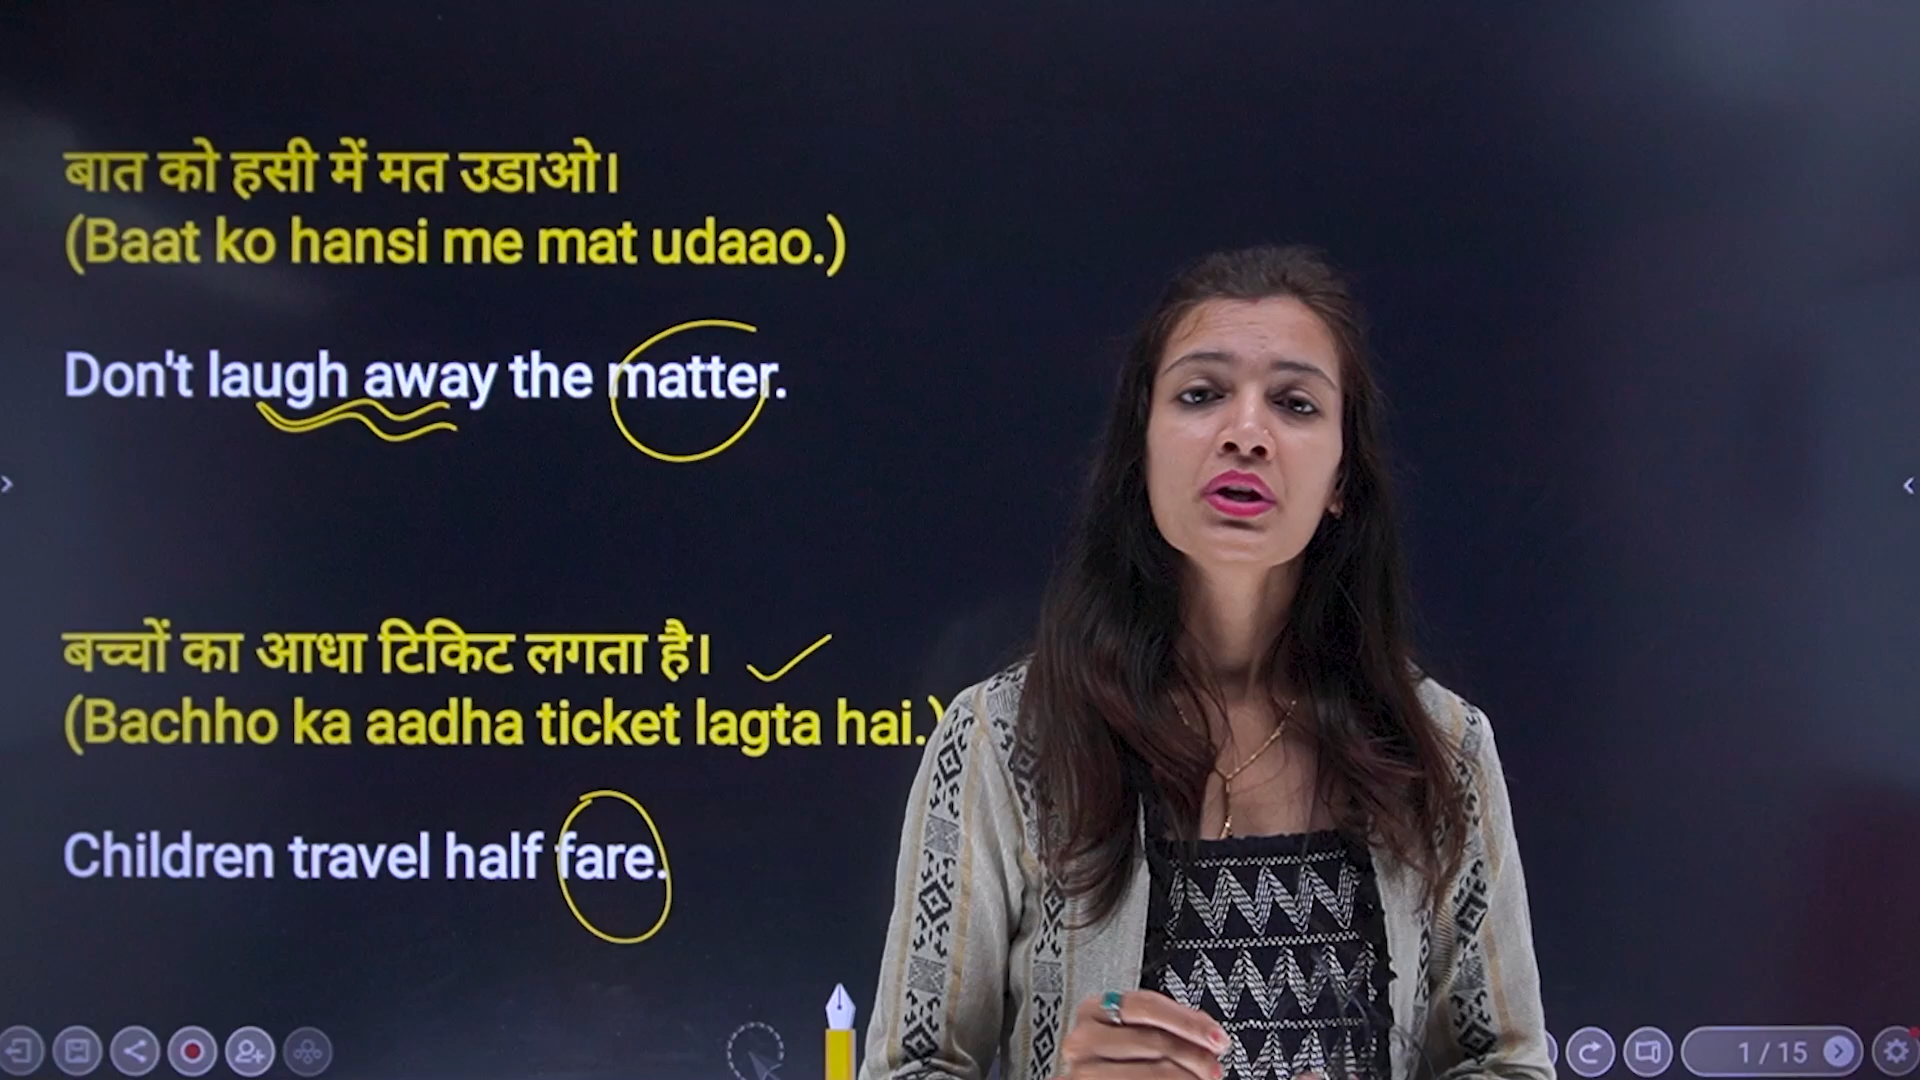 बात को हसी में मत उडाओ।
(Baat ko hansi me mat udaao.)
Don't laugh away the matter.
बच्चों का आधा टिकिट लगता है।
(Bachho ka aadha ticket lagta hai.)
Children travel half fare.
1 / 15